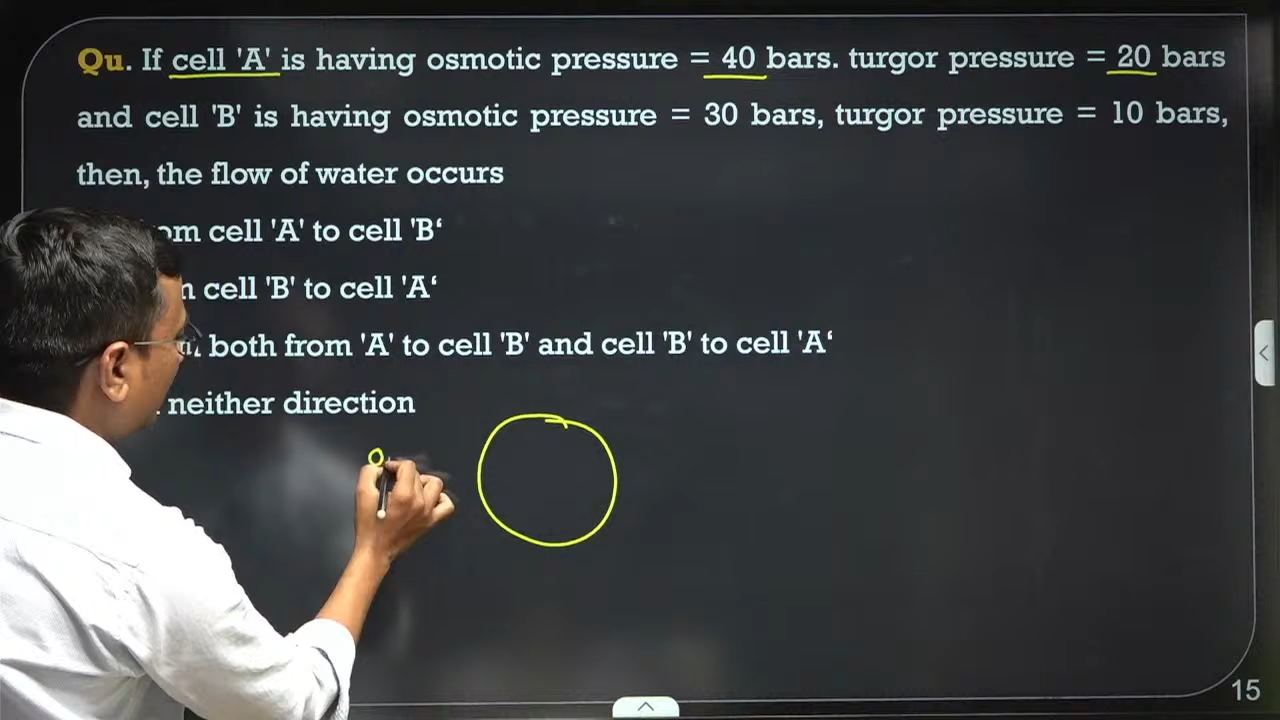 Qu. If cell 'A' is having osmotic pressure = 40 bars. turgor pressure = 20 bars
and cell 'B' is having osmotic pressure = 30 bars, turgor pressure = 10 bars,
then, the flow of water occurs
cell 'A' to cell 'B‘
cell 'B' to cell 'A‘
both from 'A' to cell 'B' and cell 'B' to cell 'A‘
neither direction
15